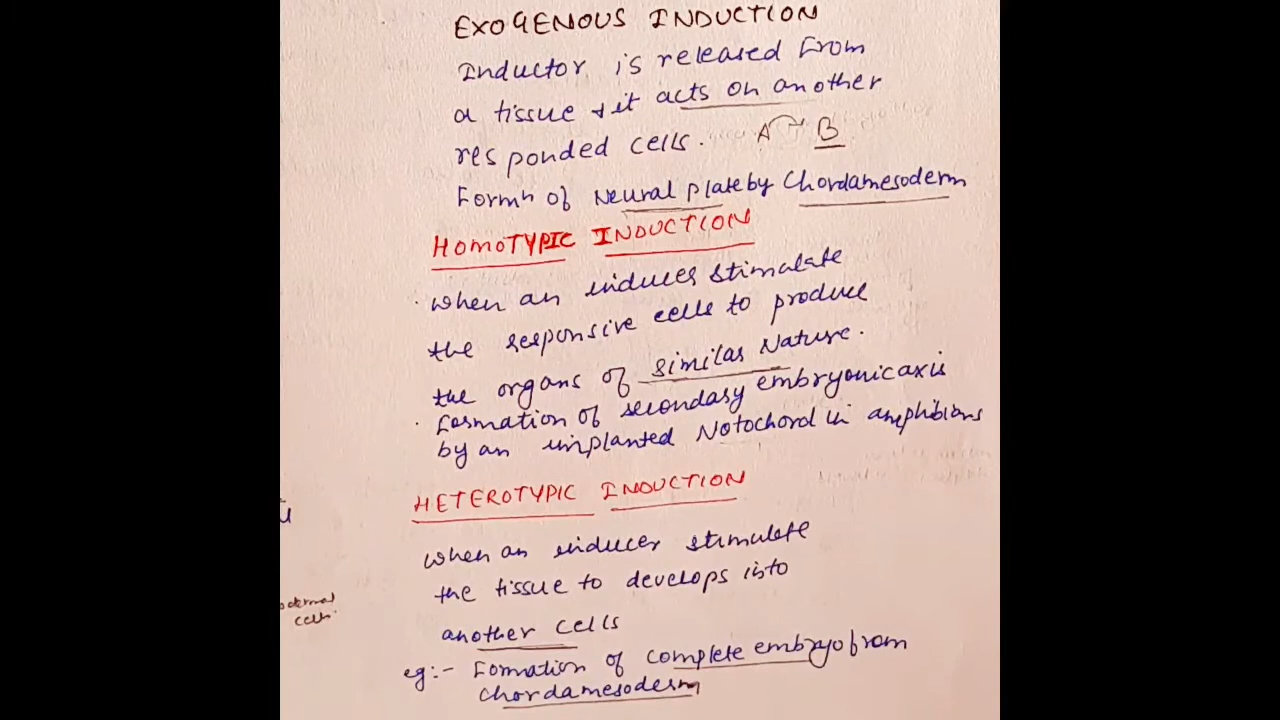 EXOGENOUS INDUCTION
Inductor is released From
a tissue & it acts on another
responded cells. A → B
Formn of Neural plate by Chordamesoderm
HOMOTYPIC INDUCTION
. when an induces stimulate
the responsive cells to produce
the organs of similar Nature.
. Formation of secondary embryonic axis
by an implanted Notochord in amphibians
HETEROTYPIC INDUCTION
when an inducer stimulate
the tissue to develops into
another cells
eg:- Formation of complete embryo from
chordamesoderm
cells